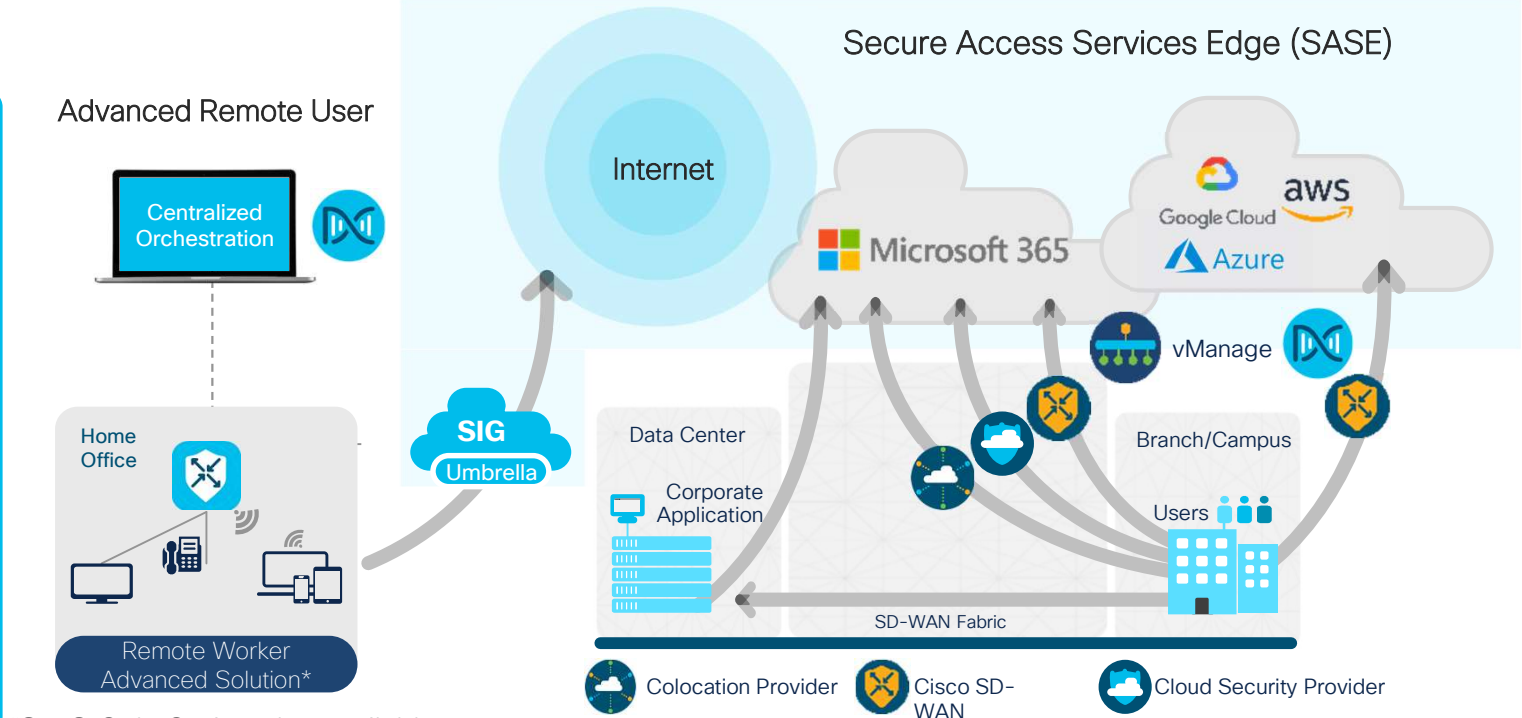 Secure Access Services Edge (SASE)
Advanced Remote User
Internet
Centralized
Orchestration
Google Cloud
aws
Azure
Microsoft 365
vManage
Home
Office
SIG
Umbrella
Data Center
Branch/Campus
Corporate
Application
Users
SD-WAN Fabric
Remote Worker
Advanced Solution*
Colocation Provider
Cisco SD-
WAN
Cloud Security Provider